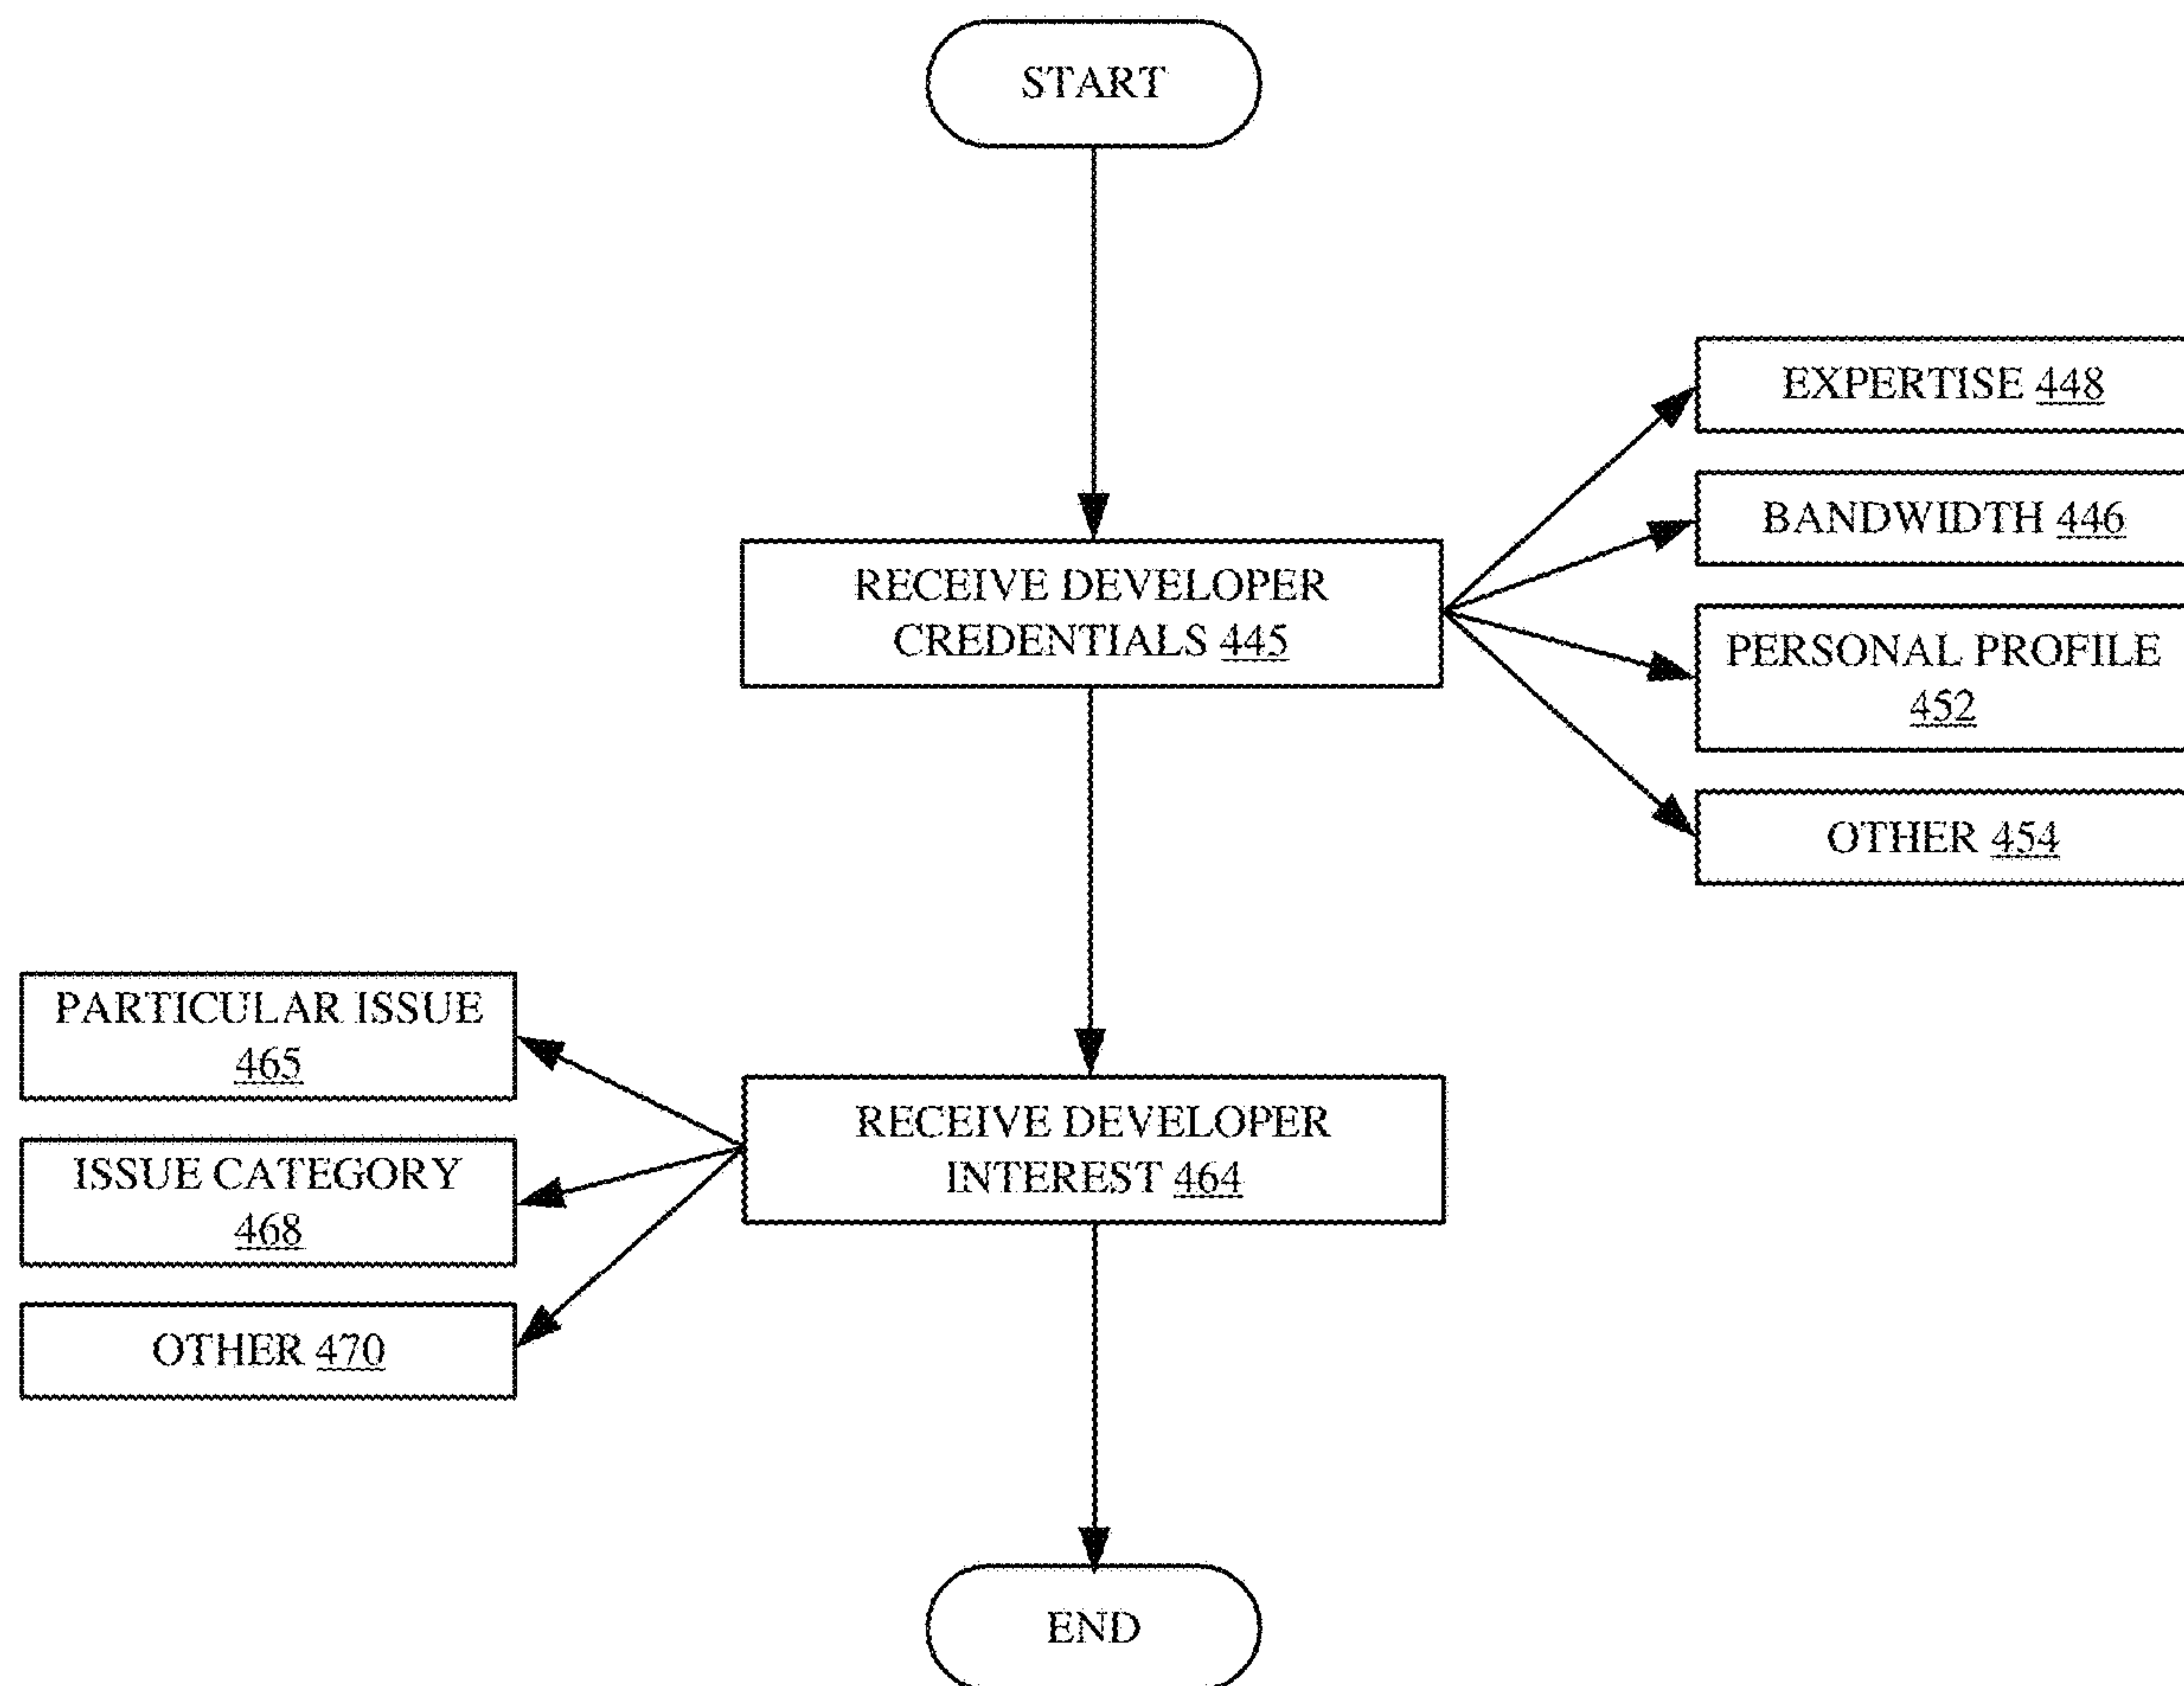 START
EXPERTISE 448
BANDWIDTH 446
RECEIVE DEVELOPER
CREDENTIALS 445
PERSONAL PROFILE
452
OTHER 454
PARTICULAR ISSUE
465
RECEIVE DEVELOPER
INTEREST 464
ISSUE CATEGORY
468
OTHER 470
END